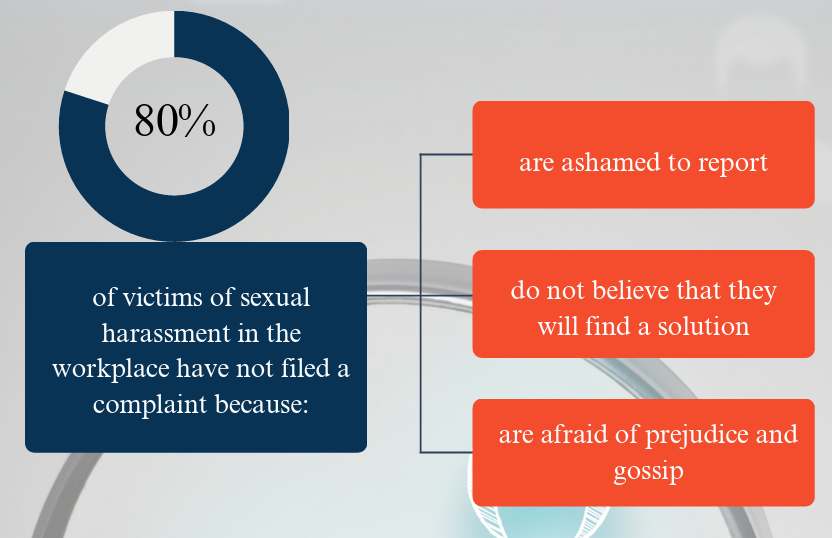 80%
of victims of sexual
harassment in the
workplace have not filed a
complaint because:
are ashamed to report
do not believe that they
will find a solution
are afraid of prejudice and
gossip